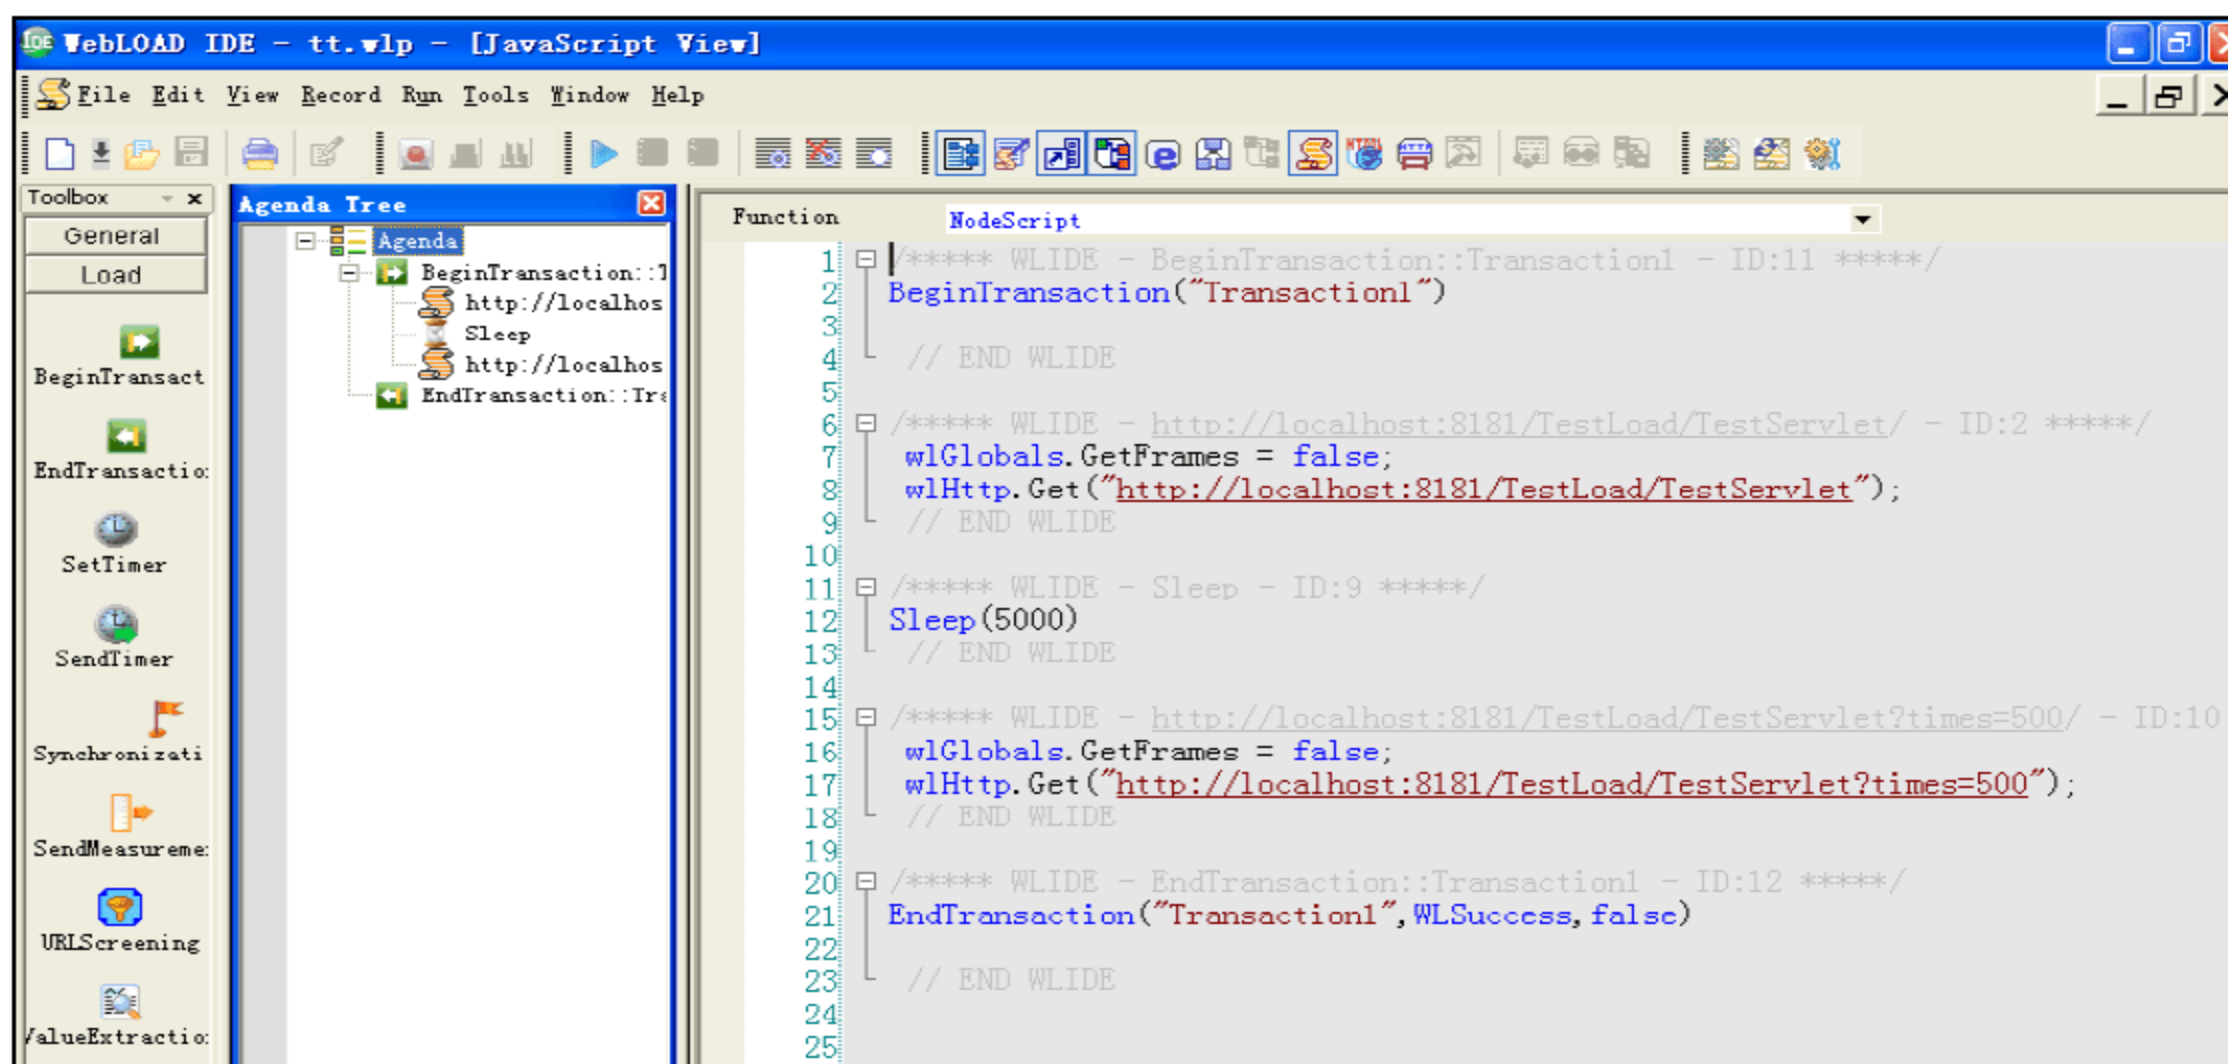 WebLOAD IDE - tt.wlp - [JavaScript View]
File Edit View Record Run Tools Window Help
Toolbox
General
Load
BeginTransact
EndTransactio
SetTimer
SendTimer
Synchronizati
SendMeasureme
URLScreening
ValueExtractio
Agenda Tree
Agenda
BeginTransaction::T
http://localhos
Sleep
http://localhos
EndTransaction::Tra
Function NodeScript
1 /***** WLIDE - BeginTransaction::Transaction1 - ID:11 *****/
2 BeginTransaction("Transaction1")
3
4 // END WLIDE
5
6 /***** WLIDE - http://localhost:8181/TestLoad/TestServlet/ - ID:2 *****/
7 wlGlobals.GetFrames = false;
8 wlHttp.Get("http://localhost:8181/TestLoad/TestServlet");
9 // END WLIDE
10
11 /***** WLIDE - Sleep - ID:9 *****/
12 Sleep(5000)
13 // END WLIDE
14
15 /***** WLIDE - http://localhost:8181/TestLoad/TestServlet?times=500/ - ID:10
16 wlGlobals.GetFrames = false;
17 wlHttp.Get("http://localhost:8181/TestLoad/TestServlet?times=500");
18 // END WLIDE
19
20 /***** WLIDE - EndTransaction::Transaction1 - ID:12 *****/
21 EndTransaction("Transaction1",WLSuccess,false)
22
23 // END WLIDE
24
25